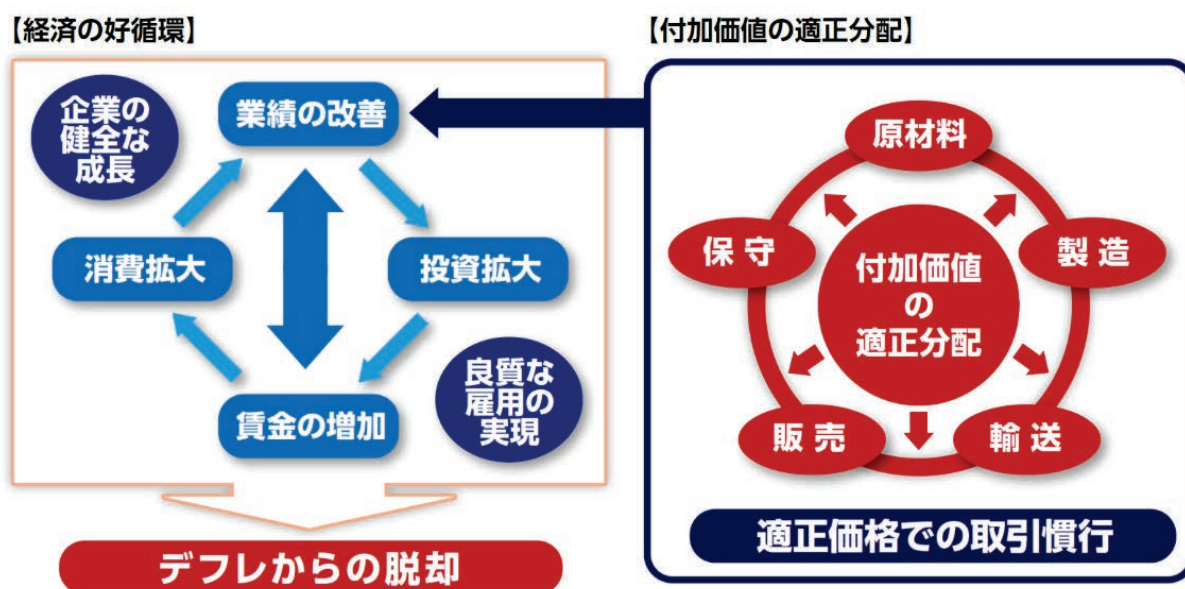 【経済の好循環】
企業の
健全な
成長
業績の改善
消費拡大
投資拡大
賃金の増加
良質な
雇用の
実現
デフレからの脱却
【付加価値の適正分配】
原材料
保 守
製 造
付加価値
の
適正分配
販 売
輸 送
適正価格での取引慣行